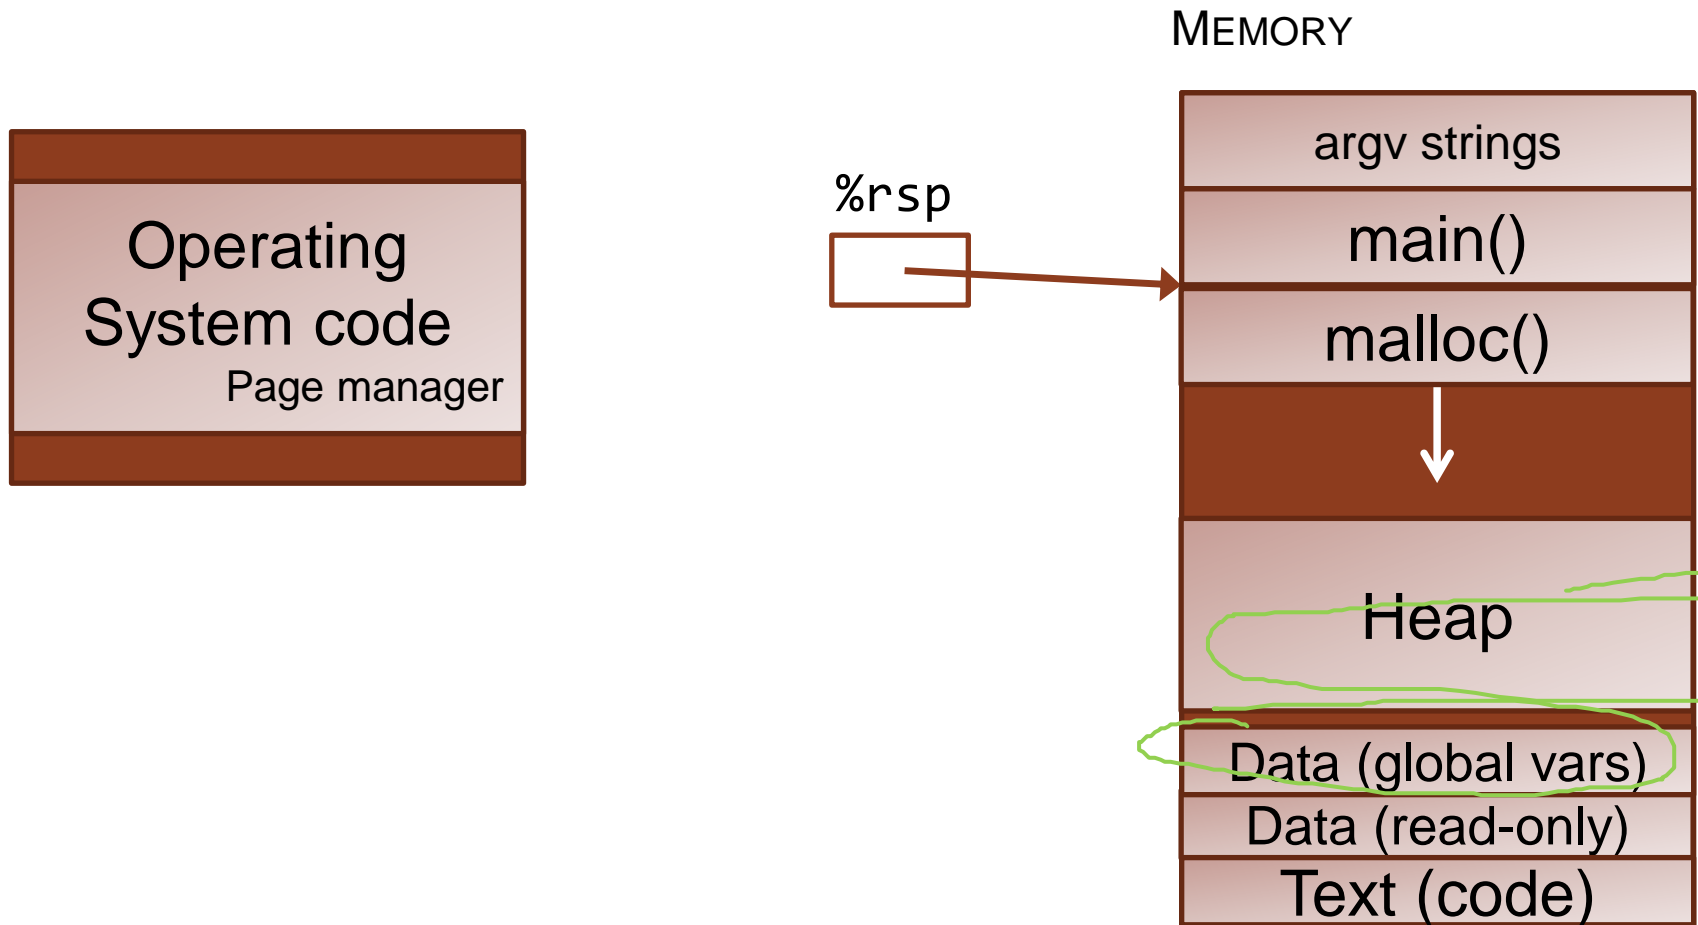 MEMORY
argv strings
%rsp
main()
Operating
System code
Page manager
malloc()
Heap
Data (global vars)
Data (read-only)
Text (code)